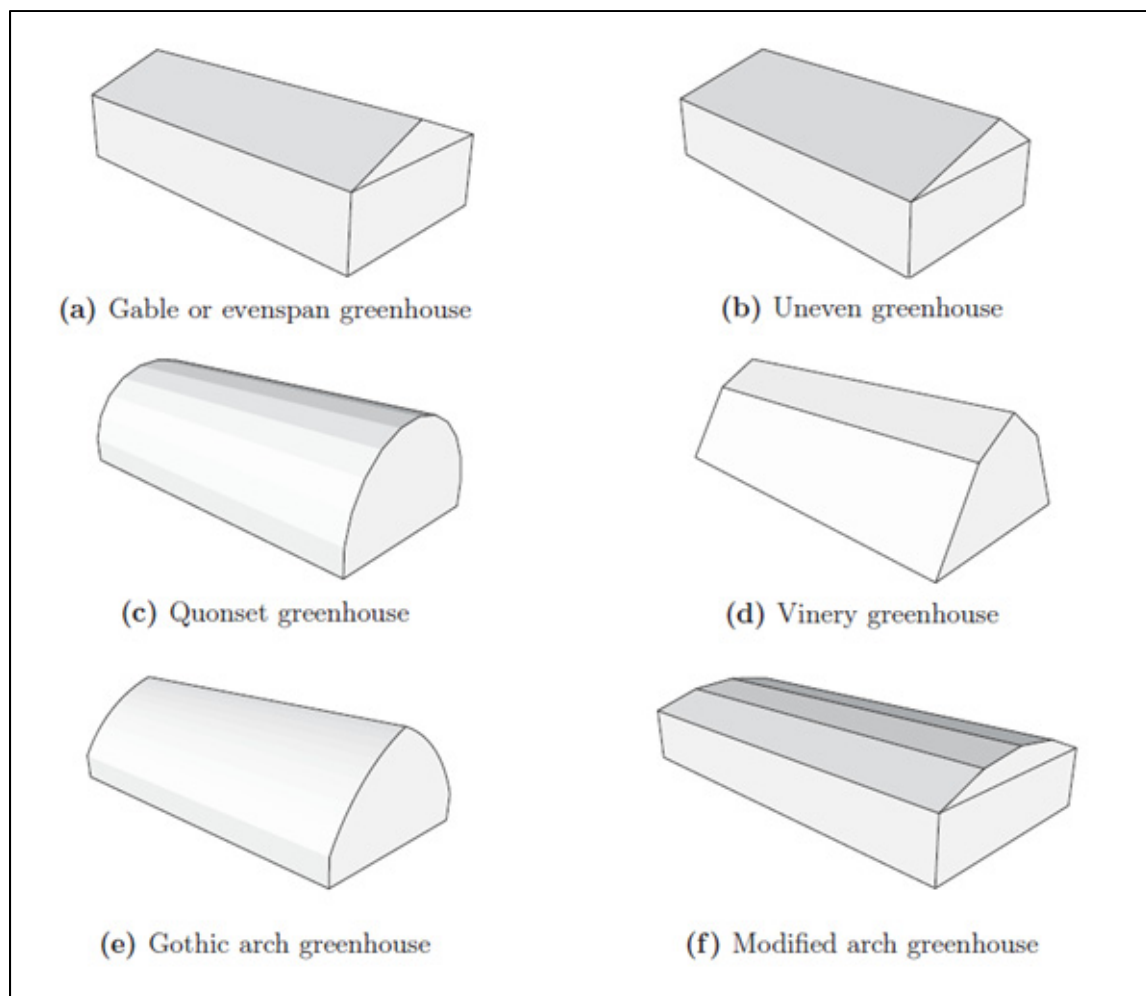 (a) Gable or evenspan greenhouse
(b) Uneven greenhouse
(c) Quonset greenhouse
(d) Vinery greenhouse
(e) Gothic arch greenhouse
(f) Modified arch greenhouse